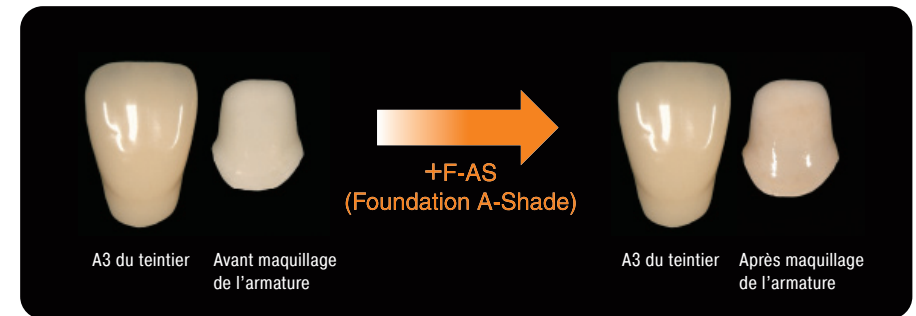 +F-AS
(Foundation A-Shade)
A3 du teintier
Avant maquillage
de l’armature
A3 du teintier
Après maquillage
de l’armature